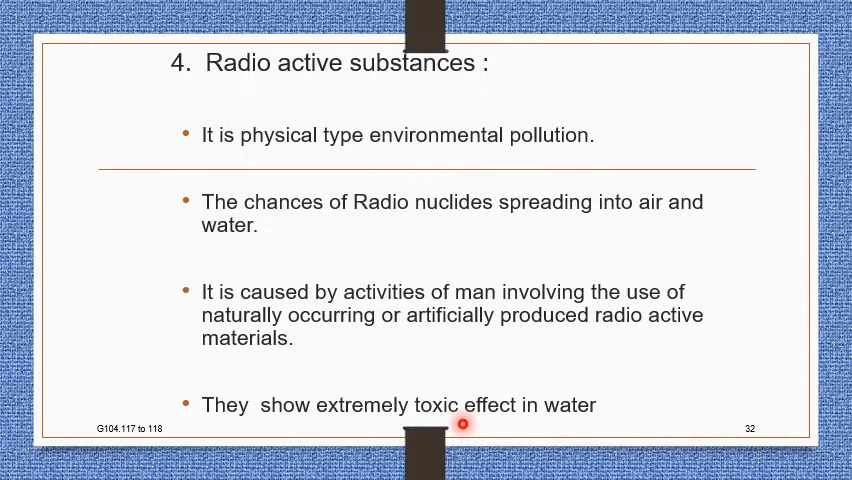 4. Radio active substances :
• It is physical type environmental pollution.
• The chances of Radio nuclides spreading into air and
water.
• It is caused by activities of man involving the use of
naturally occurring or artificially produced radio active
materials.
• They show extremely toxic effect in water
G104.117 to 118
32